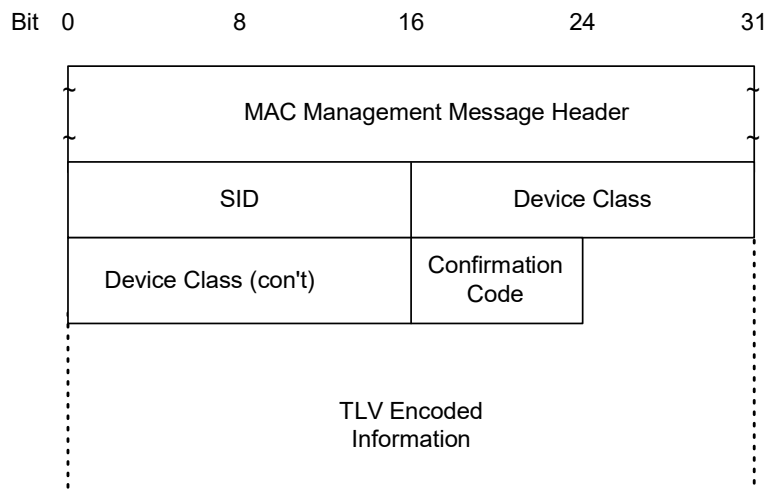 Bit 0 8 16 24 31
~ ~
MAC Management Message Header
~ ~
SID Device Class
Device Class (con't) Confirmation
Code
TLV Encoded
Information